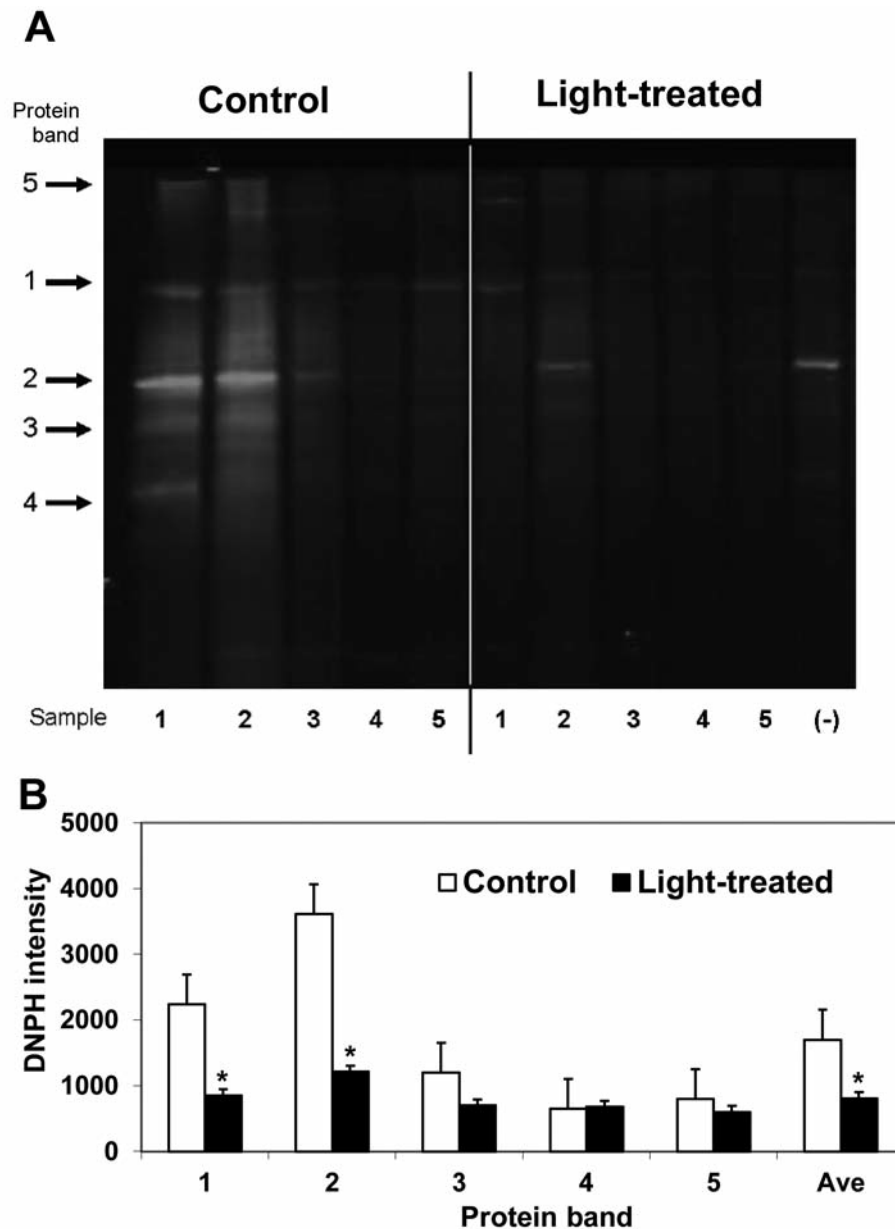 A
Control
Light-treated
Protein
band
5
1
2
3
4
Sample 1 2 3 4 5 1 2 3 4 5 (-)
B
5000
4000
3000
2000
1000
0
DNPH intensity
Control Light-treated
* * *
1 2 3 4 5 Ave
Protein band